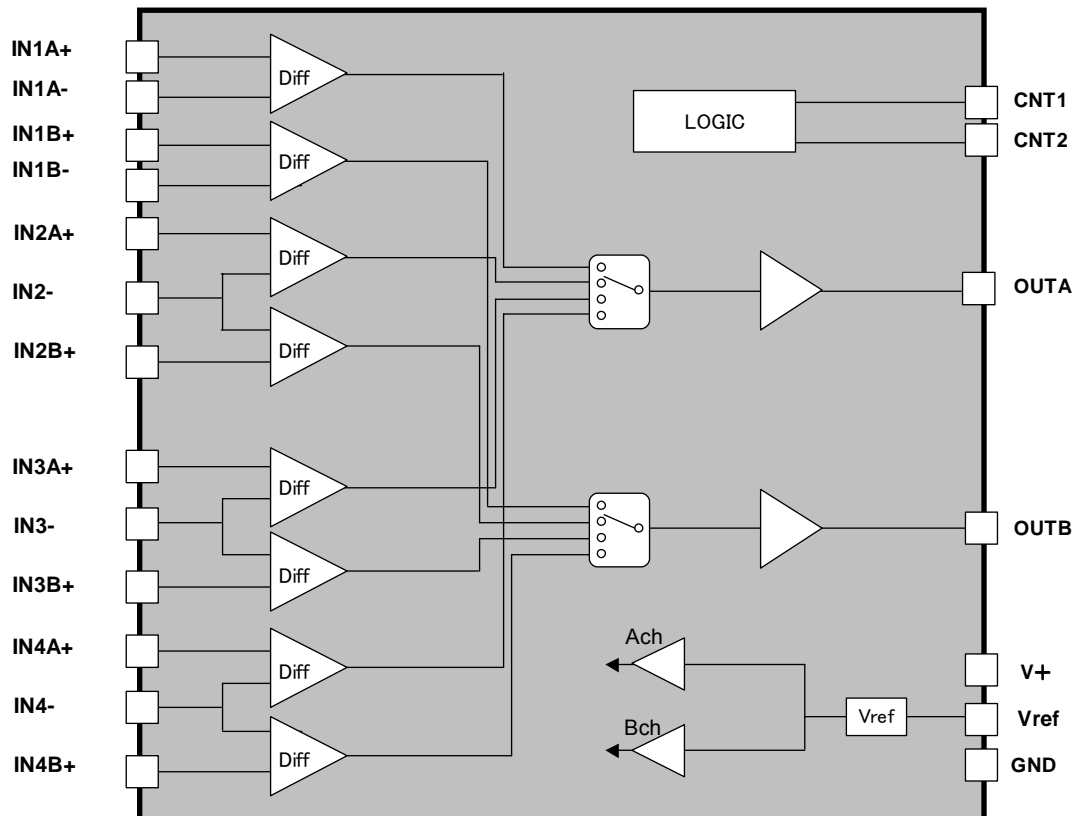 IN1A+
IN1A-
IN1B+
IN1B-
IN2A+
IN2-
IN2B+
IN3A+
IN3-
IN3B+
IN4A+
IN4-
IN4B+
Diff
Diff
Diff
Diff
Diff
Diff
Diff
Diff
LOGIC
Ach
Bch
Vref
CNT1
CNT2
OUTA
OUTB
V+
Vref
GND